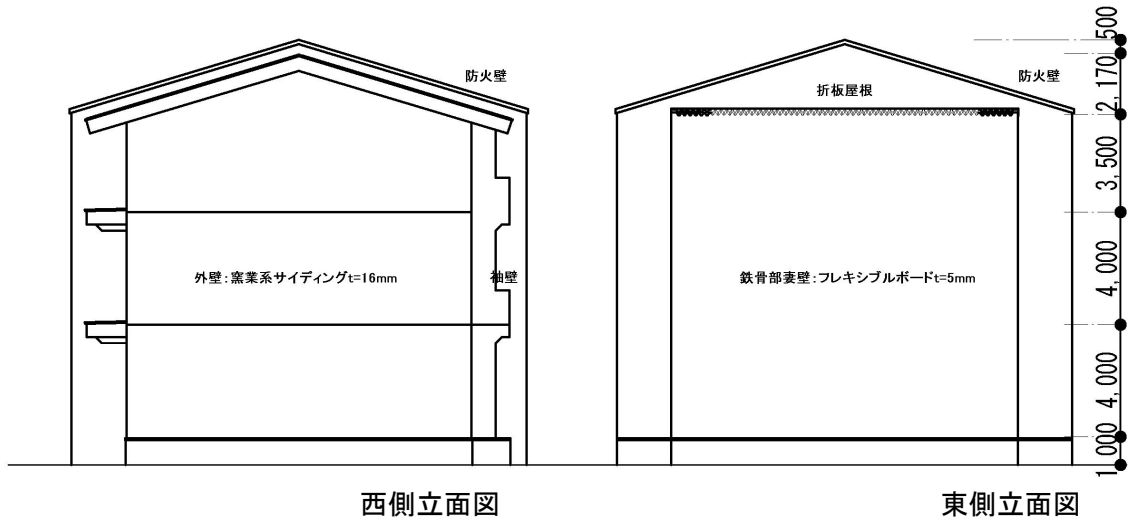 防火壁
外壁:窯業系サイディングt=16mm
袖壁
西側立面図
防火壁
折板屋根
鉄骨部妻壁:フレキシブルボードt=5mm
東側立面図
500
2,170
3,500
4,000
4,000
1,000